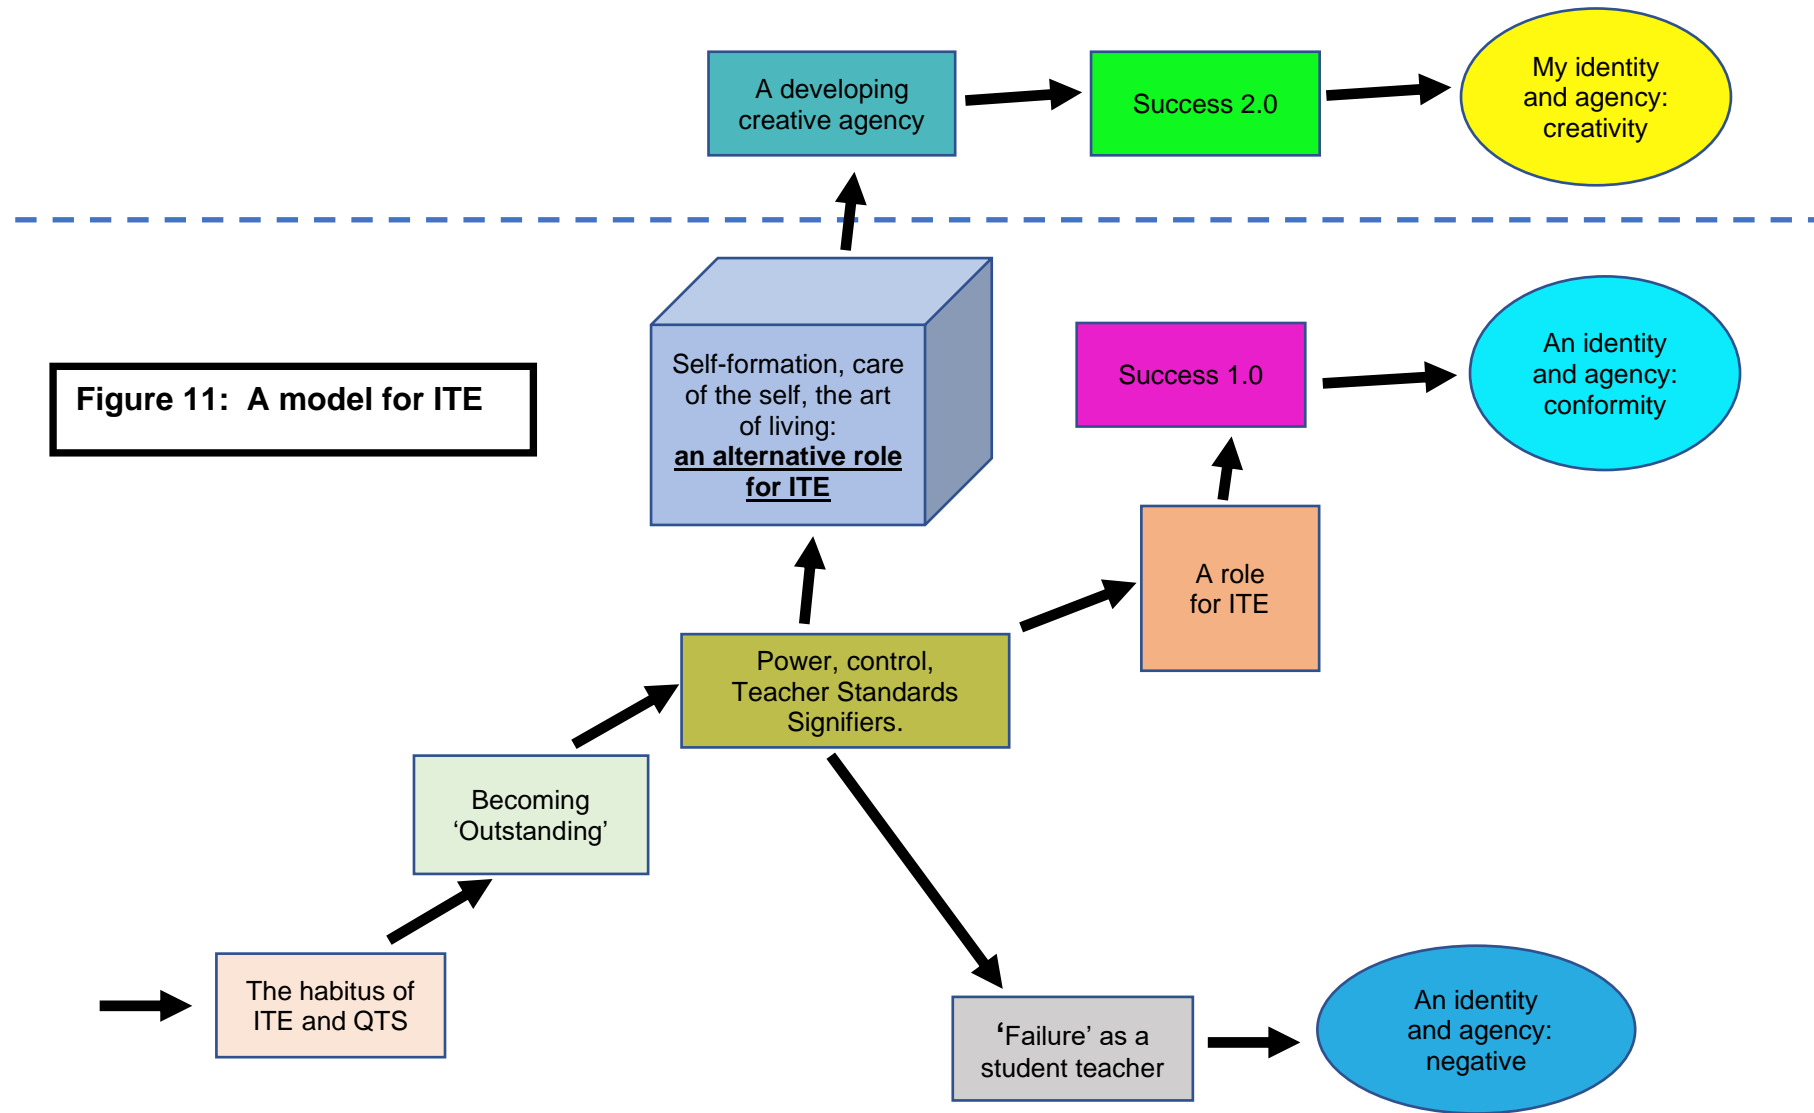 A developing
creative agency
Success 2.0
My identity
and agency:
creativity
Figure 11:  A model for ITE
Self-formation, care
of the self, the art
of living:
an alternative role
for ITE
Success 1.0
An identity
and agency:
conformity
A role
for ITE
Power, control,
Teacher Standards
Signifiers.
Becoming
‘Outstanding’
The habitus of
ITE and QTS
‘Failure’ as a
student teacher
An identity
and agency:
negative